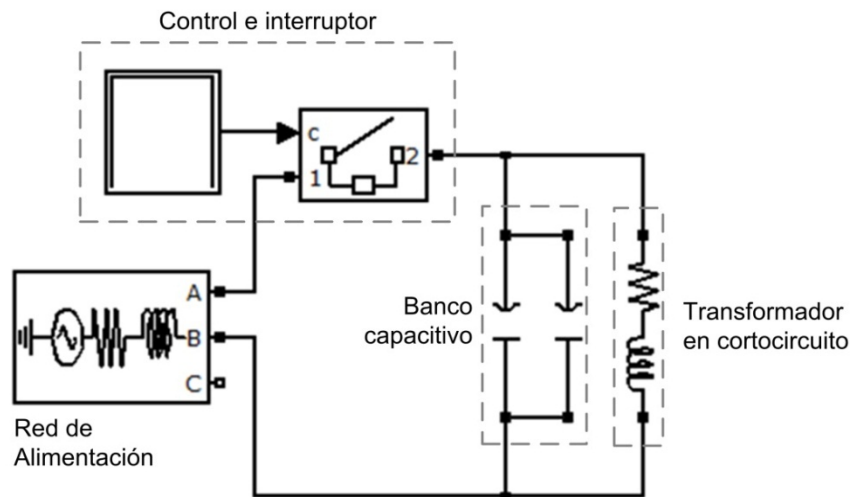 Control e interruptor
c
1
2
A
B
C
Banco
capacitivo
Transformador
en cortocircuito
Red de
Alimentación